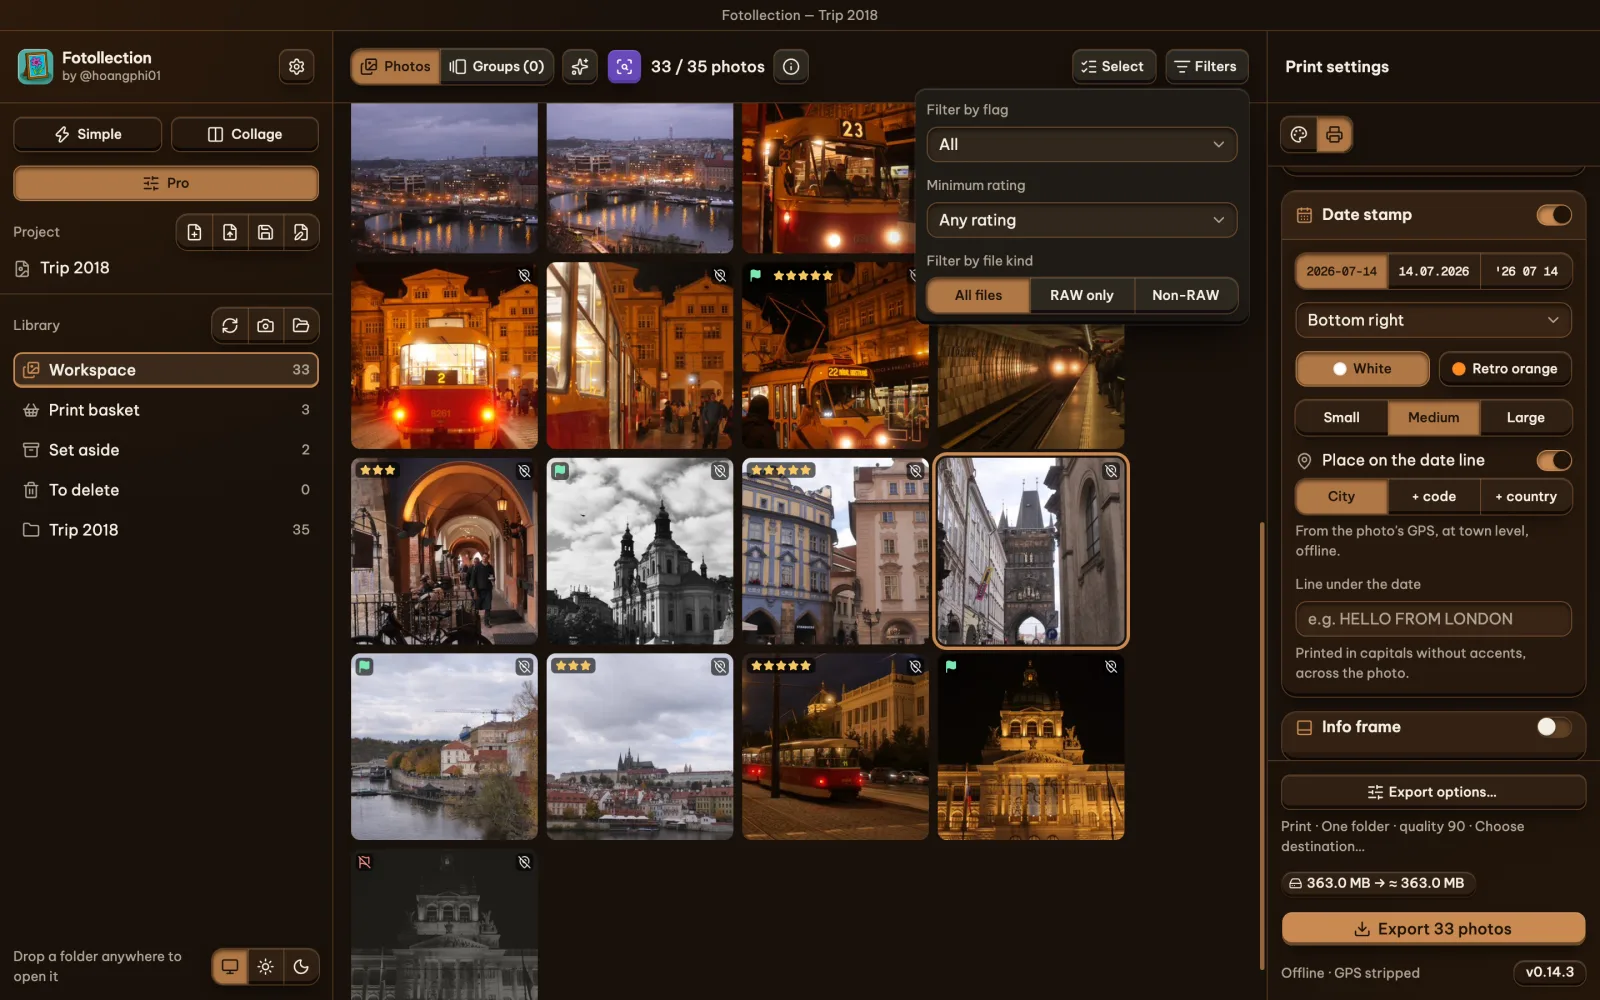 Fotollection — Trip 2018
Fotollection
by @hoangphi01
Simple
Collage
Pro
Project
Trip 2018
Library
Workspace 33
Print basket 3
Set aside 2
To delete 0
Trip 2018 35
Drop a folder anywhere to
open it
Photos
Groups (0)
33 / 35 photos
Select
Filters
Filter by flag
All
Minimum rating
Any rating
Filter by file kind
All files
RAW only
Non-RAW
23
2
8281
22
Print settings
Date stamp
2026-07-14
14.07.2026
'26 07 14
Bottom right
White
Retro orange
Small
Medium
Large
Place on the date line
City
+ code
+ country
From the photo's GPS, at town level,
offline.
Line under the date
e.g. HELLO FROM LONDON
Printed in capitals without accents,
across the photo.
Info frame
Export options...
Print · One folder · quality 90 · Choose
destination...
363.0 MB → ≈ 363.0 MB
Export 33 photos
Offline · GPS stripped
v0.14.3